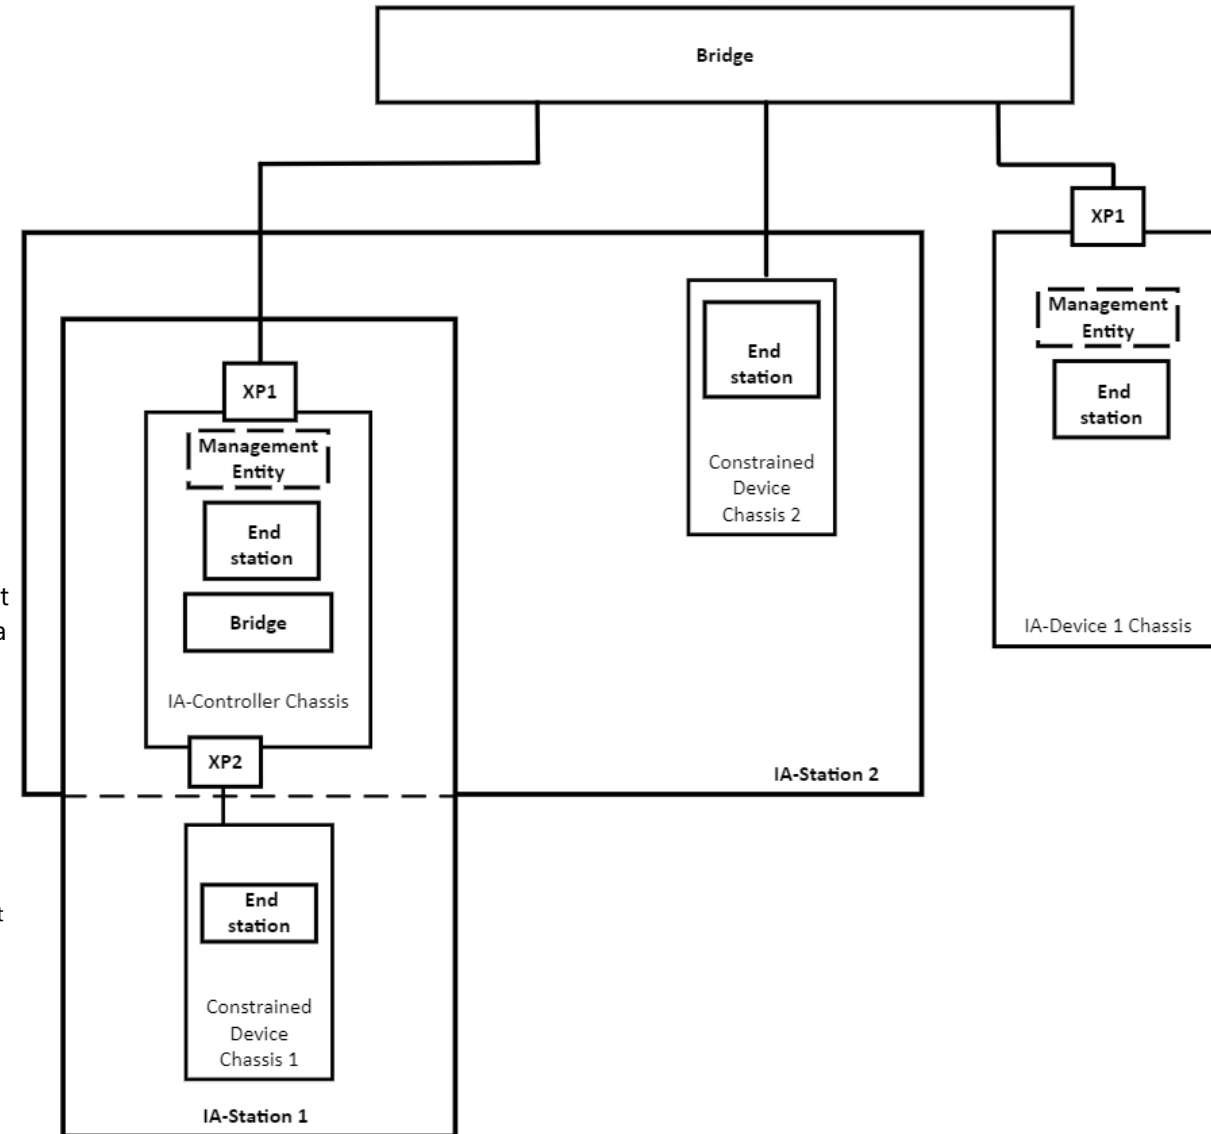 Bridge
XP1
Management
Entity
End
station
IA-Device 1 Chassis
End
station
Constrained
Device
Chassis 2
IA-Station 2
XP1
Management
Entity
End
station
Bridge
IA-Controller Chassis
XP2
t
a
t
End
station
Constrained
Device
Chassis 1
IA-Station 1